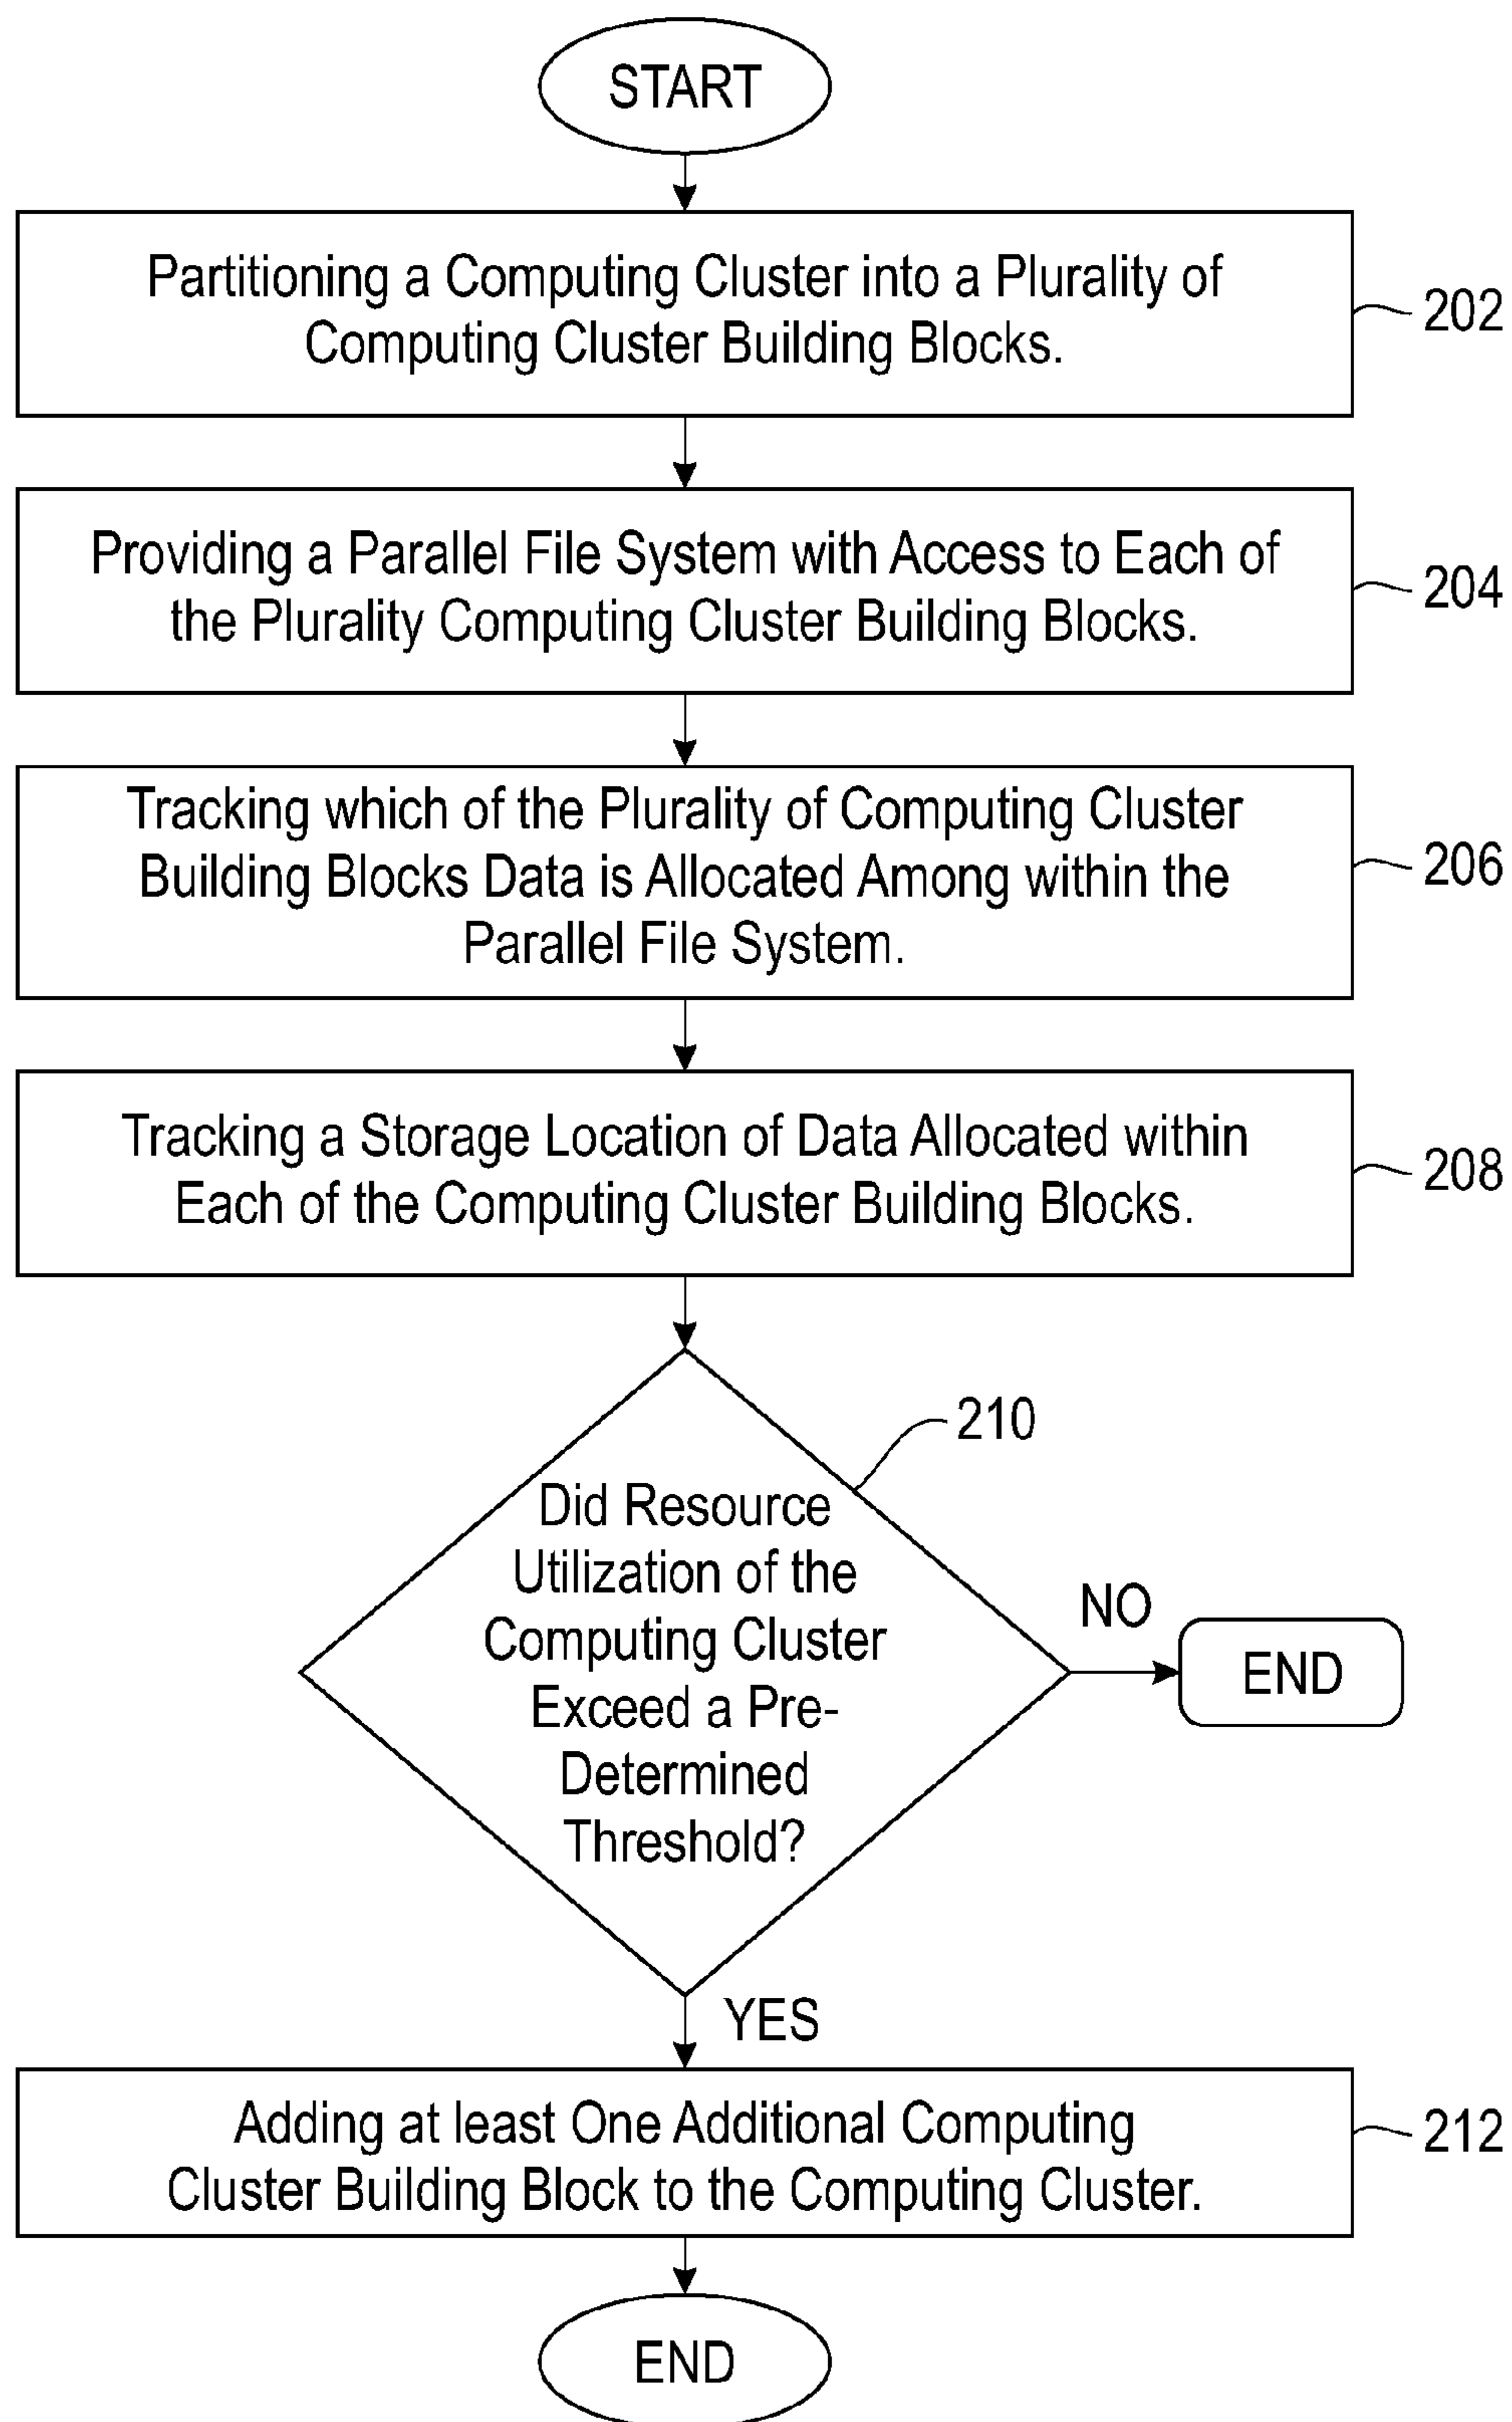 START
Partitioning a Computing Cluster into a Plurality of
Computing Cluster Building Blocks.
202
Providing a Parallel File System with Access to Each of
the Plurality Computing Cluster Building Blocks.
204
Tracking which of the Plurality of Computing Cluster
Building Blocks Data is Allocated Among within the
Parallel File System.
206
Tracking a Storage Location of Data Allocated within
Each of the Computing Cluster Building Blocks.
208
210
Did Resource
Utilization of the
Computing Cluster
Exceed a Pre-
Determined
Threshold?
NO
END
YES
Adding at least One Additional Computing
Cluster Building Block to the Computing Cluster.
212
END